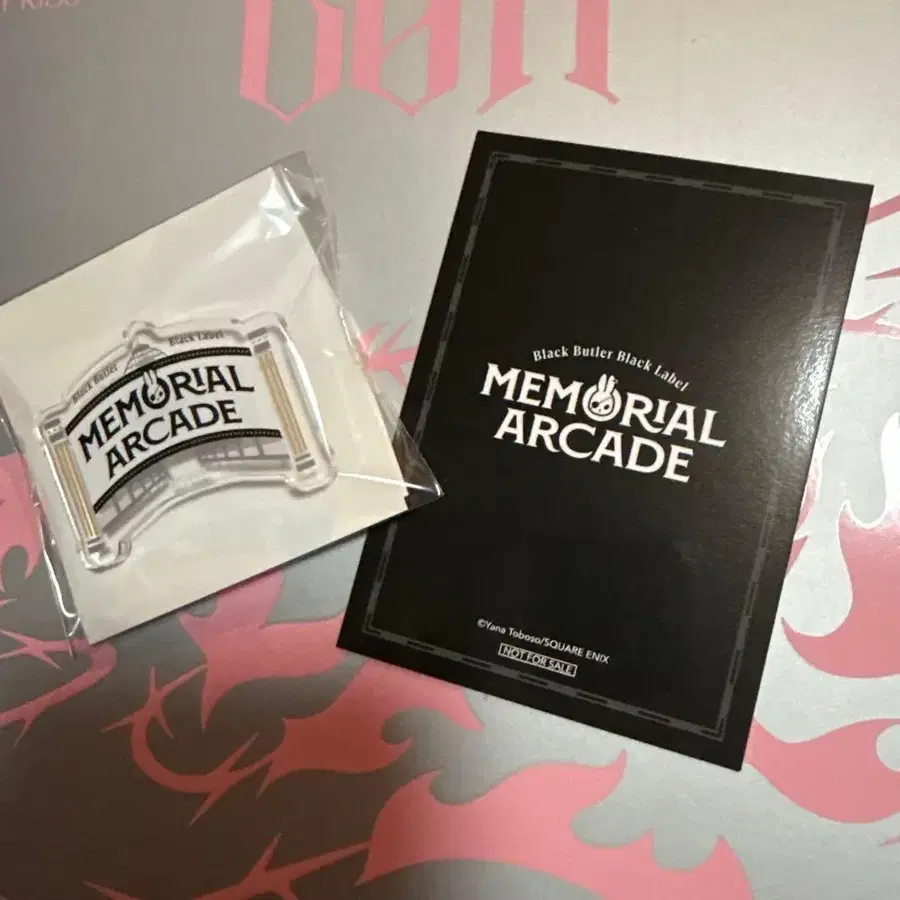 Black Butler Black Label
MEMORIAL
ARCADE
Black Butler Black Label
MEMORIAL
ARCADE
©Yana Toboso/SQUARE ENIX
NOT FOR SALE